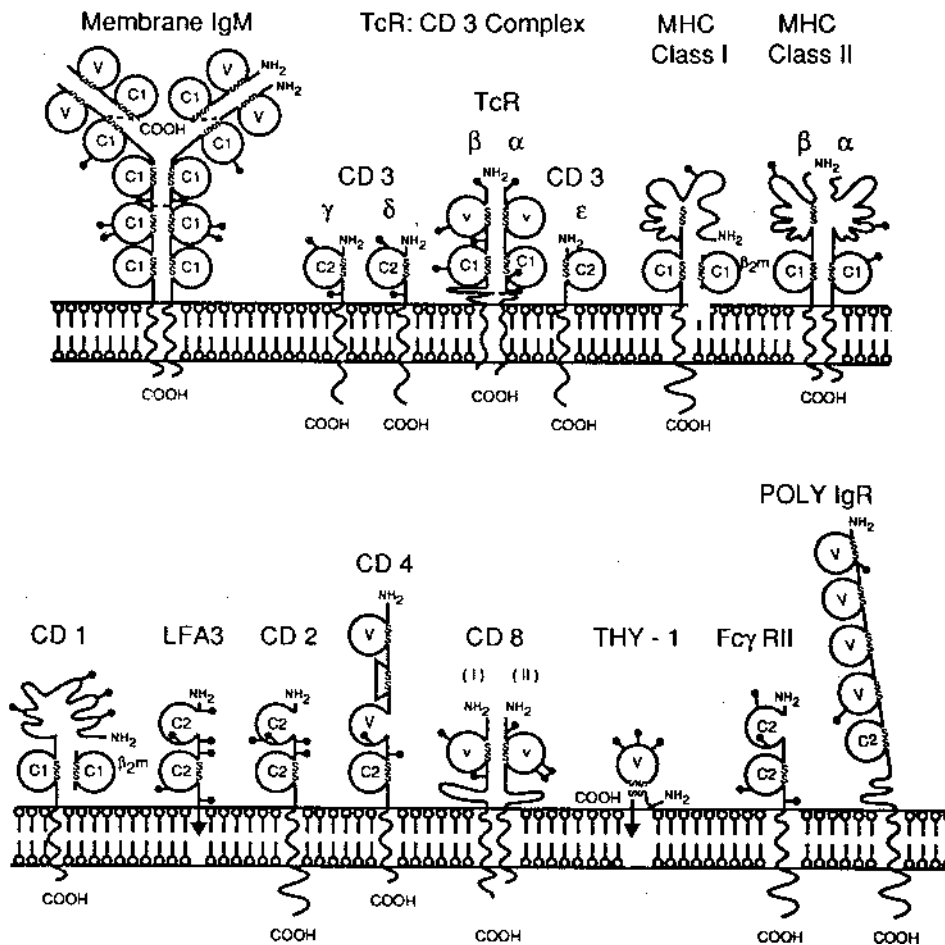 Membrane IgM
TcR: CD 3 Complex
MHC
Class I
MHC
Class II
V
V
C1
C1
NH2
NH2
V
V
C1
C1
COOH
C1
C1
C1
C1
C1
C1
COOH
CD 3
γ
δ
NH2
NH2
C2
C2
COOH
COOH
TcR
β
α
NH2
V
V
C1
C1
COOH
CD 3
ε
NH2
C2
COOH
NH2
C1
C1
β2m
COOH
β
α
NH2
C1
C1
COOH
CD 1
NH2
C1
C1
β2m
COOH
LFA3
NH2
C2
C2
CD 2
NH2
C2
C2
COOH
CD 4
NH2
V
V
C2
COOH
CD 8
(I)
(II)
NH2
NH2
V
V
COOH
COOH
THY - 1
V
COOH
NH2
Fcγ RII
NH2
C2
C2
COOH
POLY IgR
NH2
V
V
V
V
C2
COOH